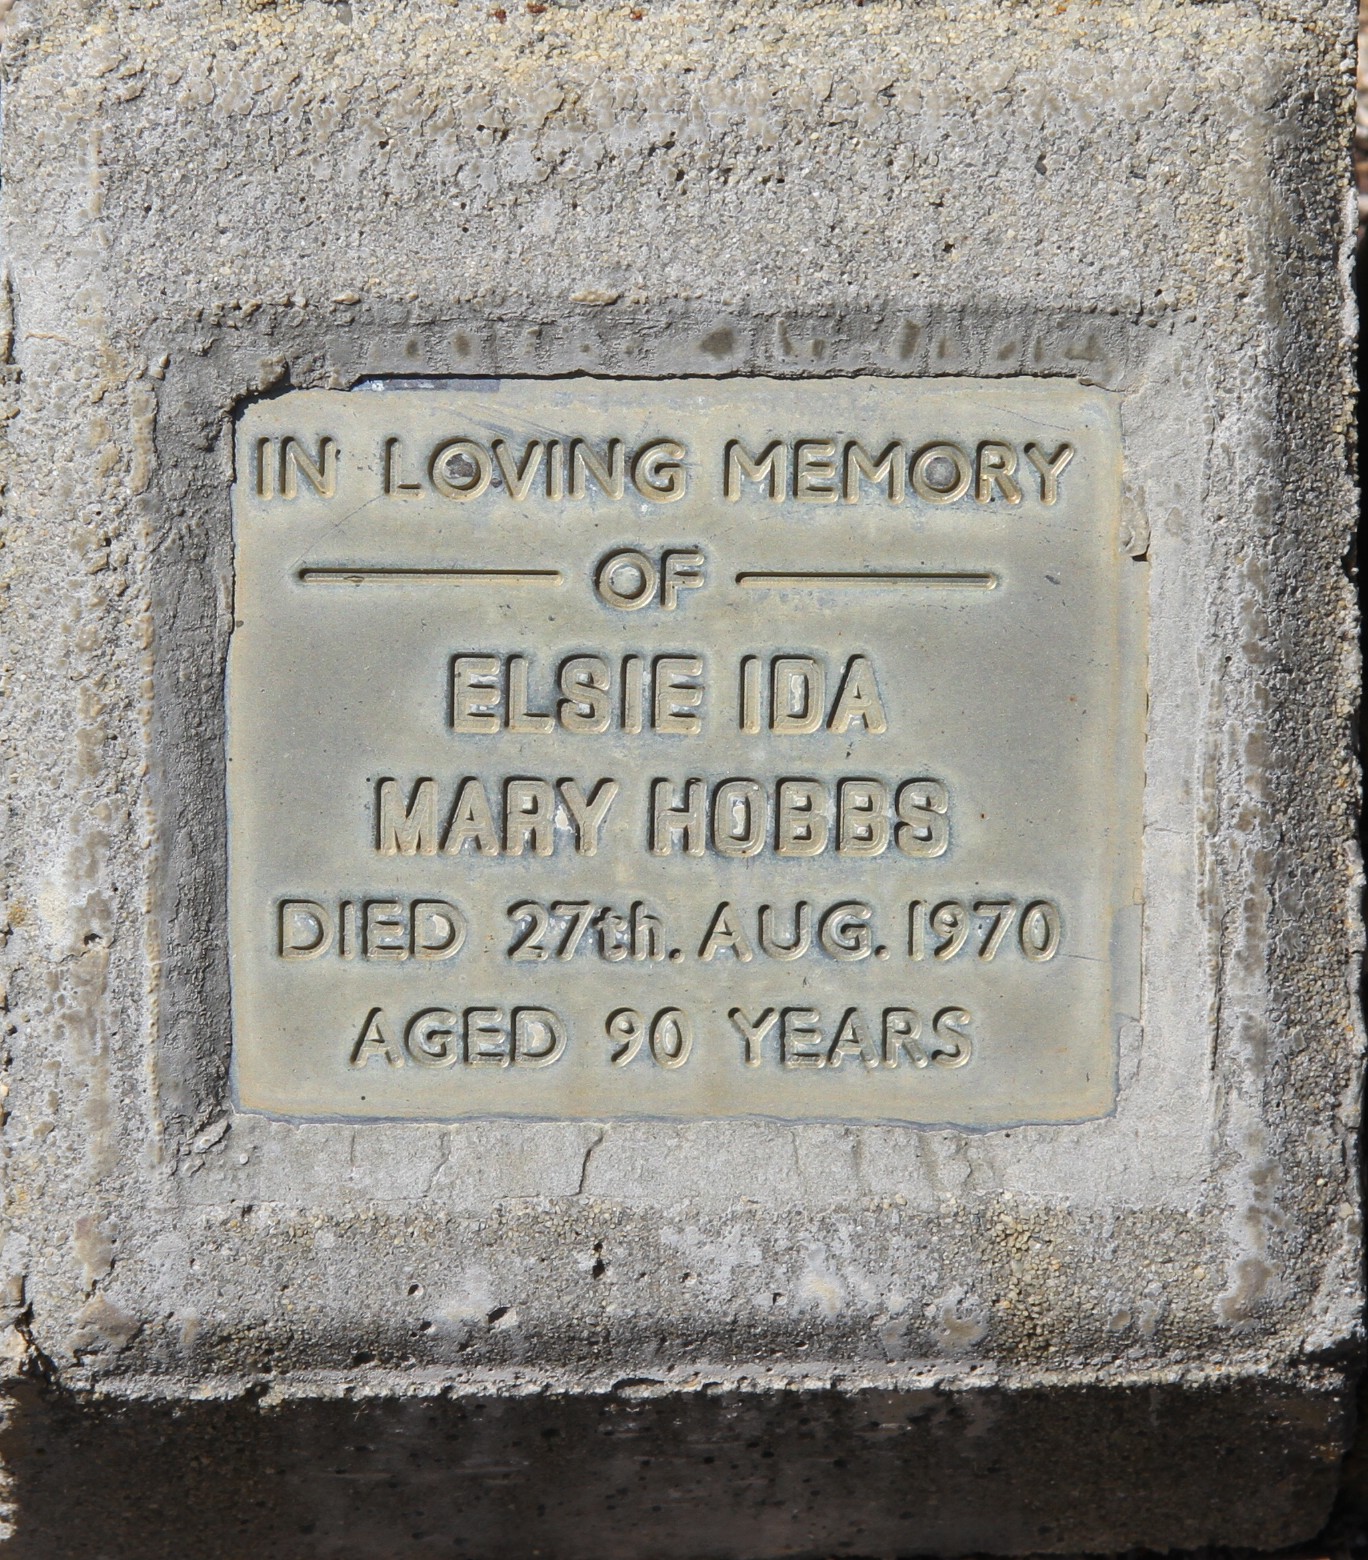 IN LOVING MEMORY
OF
ELSIE IDA
MARY HOBBS
DIED 27th. AUG. 1970
AGED 90 YEARS